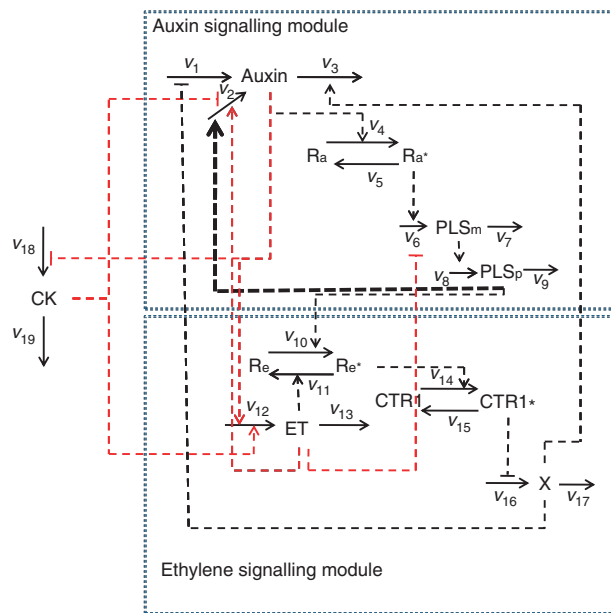 Auxin signalling module
v1 Auxin v3
v2
v4
Ra Ra*
v5
v6 PLSm v7
v8 PLSp v9
v18
CK
v19
v10
Re Re*
v11
v14
CTR1 CTR1*
v15
v12 ET v13
v16 X v17
Ethylene signalling module